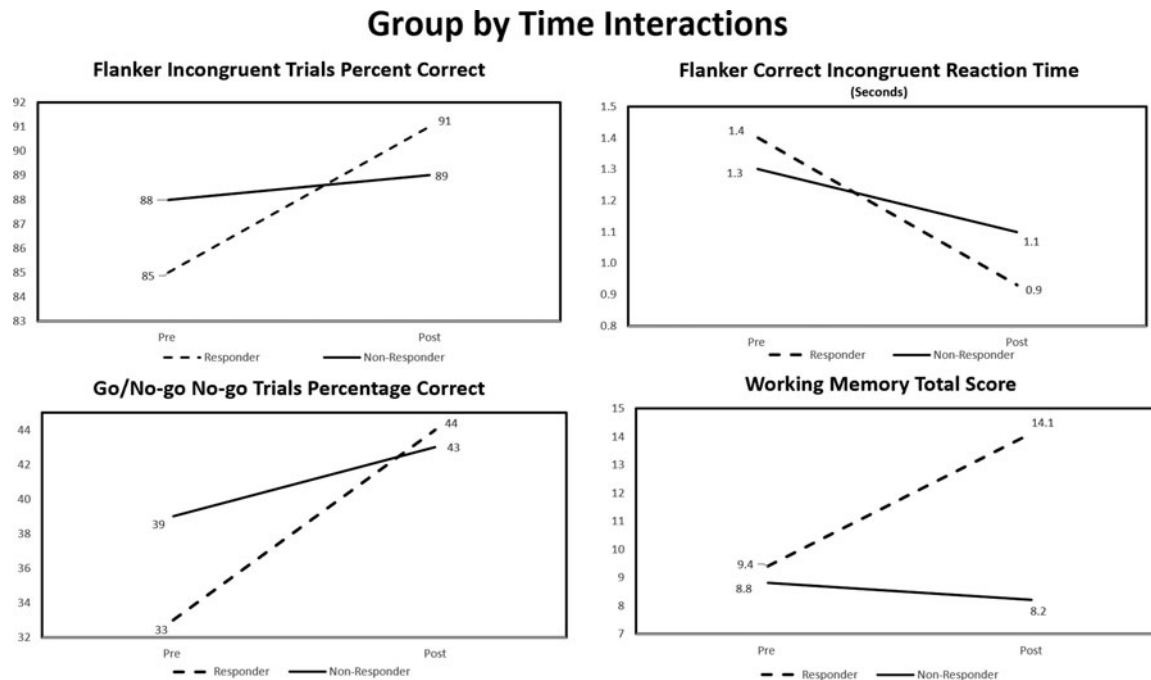 Group by Time Interactions
Flanker Incongruent Trials Percent Correct
92
91
90
89
88
87
86
85
84
83
88
85
91
89
Pre
Post
Responder
Non-Responder
Flanker Correct Incongruent Reaction Time
(Seconds)
1.5
1.4
1.3
1.2
1.1
1.0
0.9
0.8
1.4
1.3
1.1
0.9
Pre
Post
Responder
Non-Responder
Go/No-go No-go Trials Percentage Correct
44
42
40
38
36
34
32
39
33
44
43
Pre
Post
Responder
Non-Responder
Working Memory Total Score
15
14
13
12
11
10
9
8
7
9.4
8.8
14.1
8.2
Pre
Post
Responder
Non-Responder